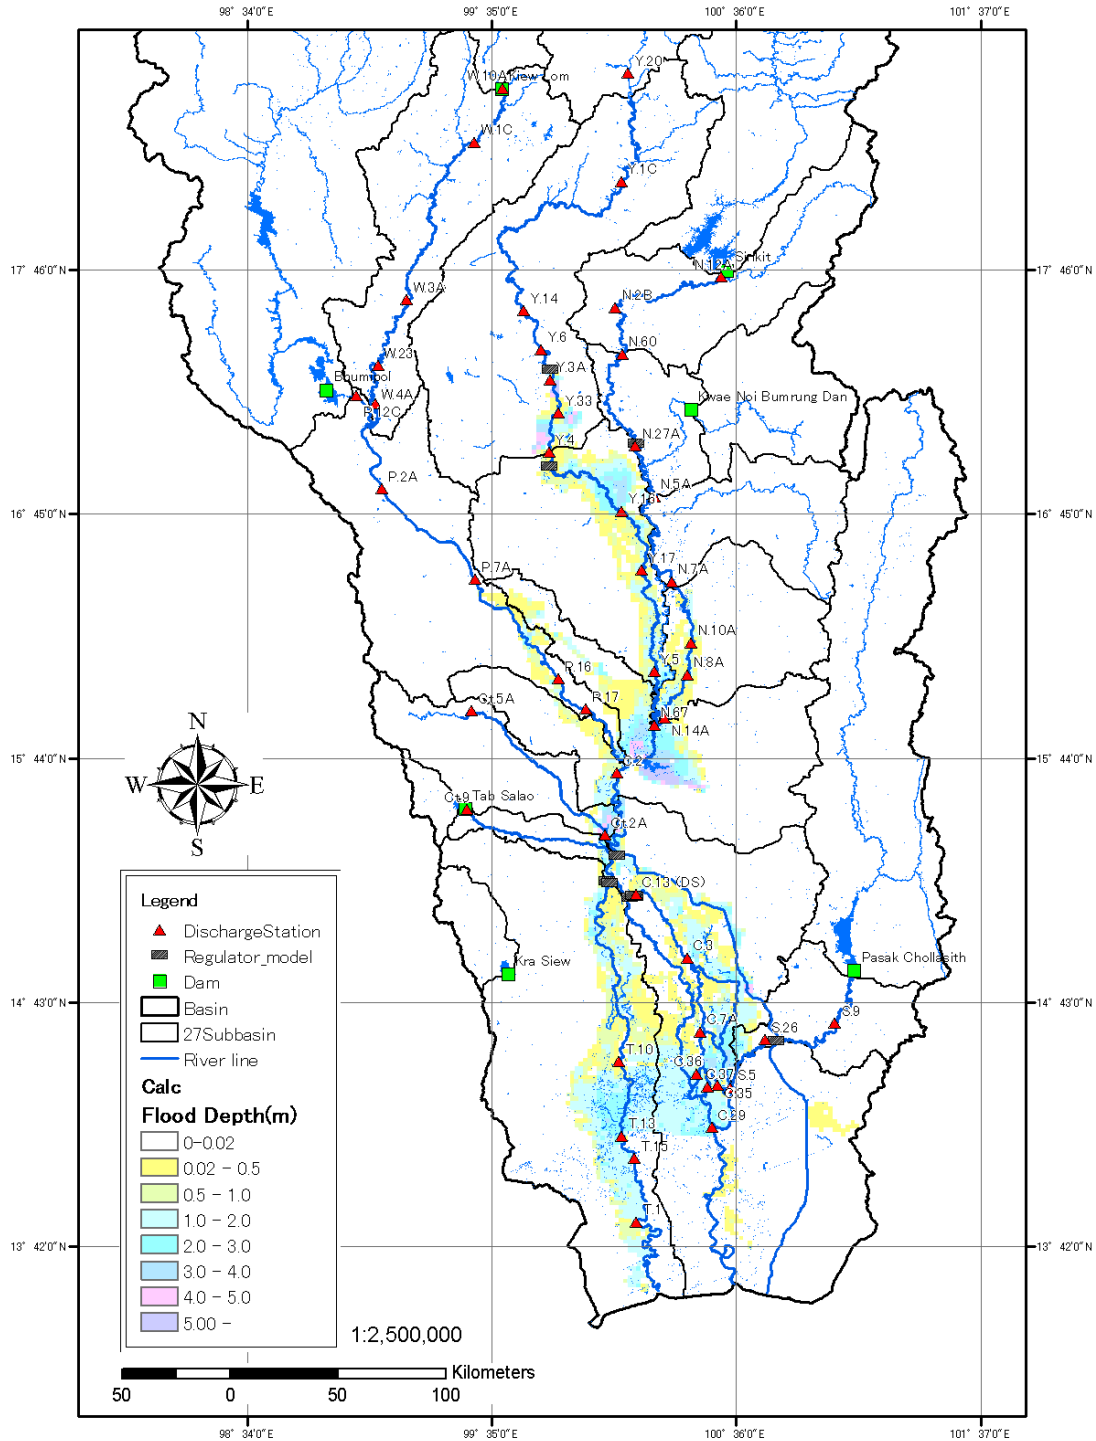 98° 34'0"E
99° 35'0"E
100° 36'0"E
101° 37'0"E
Y.20
W.10A
W.1C
Y.1C
17° 46'0"N
17° 46'0"N
Sirikit
N.12A
W.3A
N.2B
Y.14
Y.6
N.60
W.23
Y.3A
Bhumibol
W.4A
Y.33
Kwae Noi Bumrung Dan
P.12C
N.27A
Y.4
P.2A
N.5A
Y.16
16° 45'0"N
16° 45'0"N
P.7A
Y.17
N.7A
N.10A
P.16
Y.5
N.8A
Ct.5A
P.17
N.67
N.14A
N
W
E
S
15° 44'0"N
15° 44'0"N
C.2
Ct9
Tab Salao
Ct.2A
C.13 (DS)
C.3
Kra Siew
Pasak Chollasith
14° 43'0"N
14° 43'0"N
C.7A
S.9
S.26
T.10
C.36
C.37
S.5
C.35
T.13
C.29
T.15
T.1
13° 42'0"N
13° 42'0"N
Legend
DischargeStation
Regulator_model
Dam
Basin
27Subbasin
River line
Calc
Flood Depth(m)
0-0.02
0.02 - 0.5
0.5 - 1.0
1.0 - 2.0
2.0 - 3.0
3.0 - 4.0
4.0 - 5.0
5.00 -
1:2,500,000
Kilometers
50
0
50
100
98° 34'0"E
99° 35'0"E
100° 36'0"E
101° 37'0"E